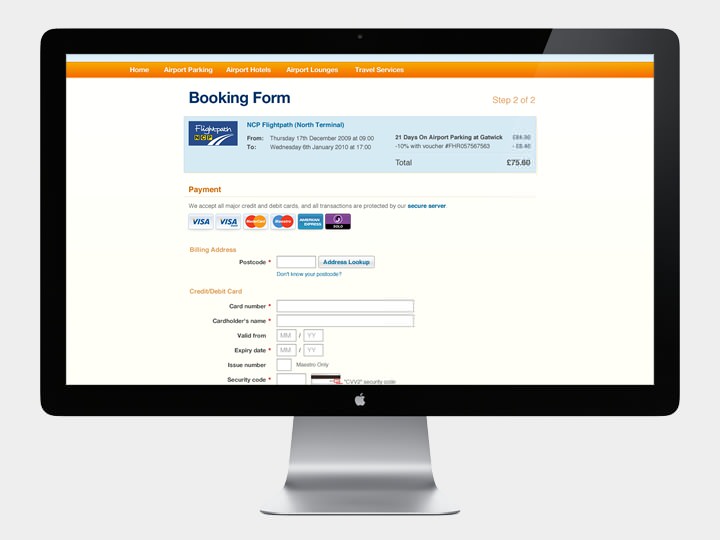 Home Airport Parking Airport Hotels Airport Lounges Travel Services
Booking Form
Step 2 of 2
Flightpath
NCP
NCP Flightpath (North Terminal)
From: Thursday 17th December 2009 at 09:00
To: Wednesday 6th January 2010 at 17:00
21 Days On Airport Parking at Gatwick
-10% with voucher #FHR057567563 - £8.40
Total £75.60
Payment
We accept all major credit and debit cards, and all transactions are protected by our secure server
VISA VISA MasterCard Maestro AMERICAN EXPRESS SOLO
Billing Address
Postcode * Address Lookup
Don't know your postcode?
Credit/Debit Card
Card number *
Cardholder's name *
Valid from MM / YY
Expiry date * MM / YY
Issue number Maestro Only
Security code * "CVV2" security code